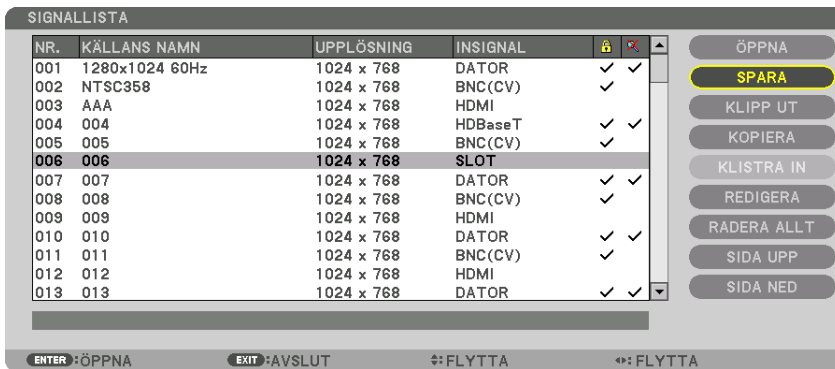 SIGNALLISTA
NR. KÄLLANS NAMN UPPLÖSNING INSIGNAL
001 1280x1024 60Hz 1024 x 768 DATOR ✓ ✓
002 NTSC358 1024 x 768 BNC(CV) ✓
003 AAA 1024 x 768 HDMI
004 004 1024 x 768 HDBaseT ✓ ✓
005 005 1024 x 768 BNC(CV) ✓
006 006 1024 x 768 SLOT
007 007 1024 x 768 DATOR ✓ ✓
008 008 1024 x 768 BNC(CV) ✓
009 009 1024 x 768 HDMI
010 010 1024 x 768 DATOR ✓ ✓
011 011 1024 x 768 BNC(CV) ✓
012 012 1024 x 768 HDMI
013 013 1024 x 768 DATOR ✓ ✓
ÖPPNA
SPARA
KLIPP UT
KOPIERA
KLISTRA IN
REDIGERA
RADERA ALLT
SIDA UPP
SIDA NED
ENTER:ÖPPNA EXIT:AVSLUT :FLYTTA :FLYTTA